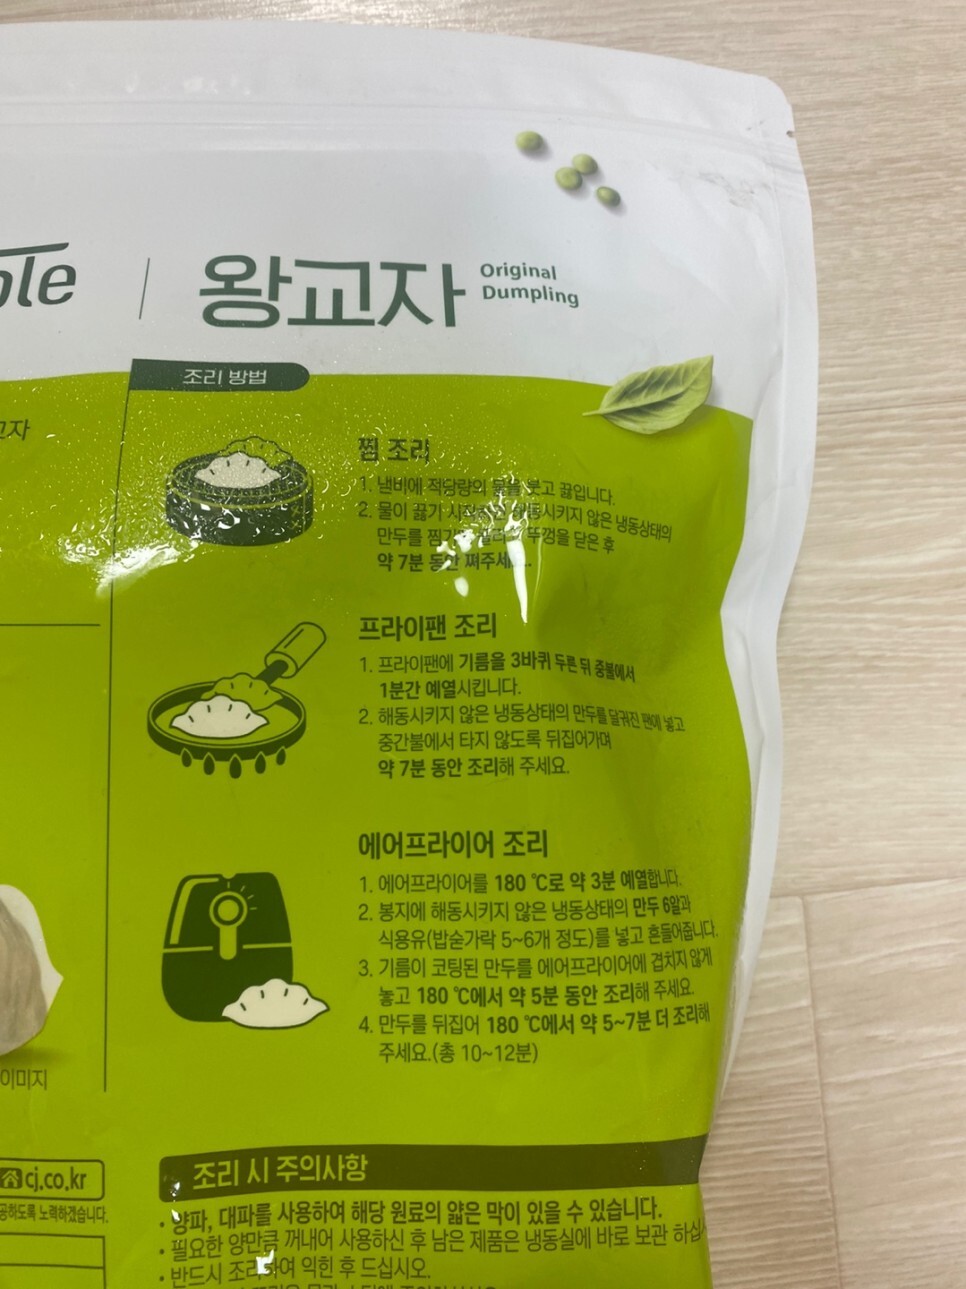 ple
왕교자
Original
Dumpling
조리 방법
교자
찜 조리
1. 냄비에 적당량의 물을 붓고 끓입니다.
2. 물이 끓기 해동시키지 않은 냉동상태의
만두를 뚜껑을 닫은 후
약 7분 동안 쪄주세
프라이팬 조리
1. 프라이팬에 기름을 3바퀴 두른 뒤 중불에서
1분간 예열시킵니다.
2. 해동시키지 않은 냉동상태의 만두를 달궈진 팬에 넣고
중간불에서 타지 않도록 뒤집어가며
약 7분 동안 조리해 주세요.
에어프라이어 조리
1. 에어프라이어를 180 ℃로 약 3분 예열합니다.
2. 봉지에 해동시키지 않은 냉동상태의 만두 6알과
식용유(밥숟가락 5~6개 정도)를 넣고 흔들어줍니다.
3. 기름이 코팅된 만두를 에어프라이어에 겹치지 않게
놓고 180 ℃에서 약 5분 동안 조리해 주세요.
4. 만두를 뒤집어 180 ℃에서 약 5~7분 더 조리해
주세요.(총 10~12분)
이미지
cj.co.kr
공하도록 노력하겠습니다.
조리 시 주의사항
• 양파, 대파를 사용하여 해당 원료의 얇은 막이 있을 수 있습니다.
• 필요한 양만큼 꺼내어 사용하신 후 남은 제품은 냉동실에 바로 보관 하십
• 반드시 조리하여 익힌 후 드십시오.